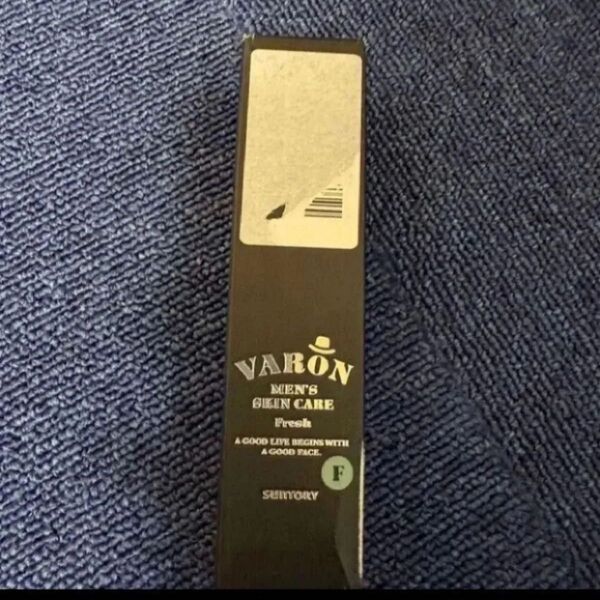 VARON
MEN'S
SKIN CARE
Fresh
A GOOD LIFE BEGINS WITH
A GOOD FACE.
F
SUNTORY